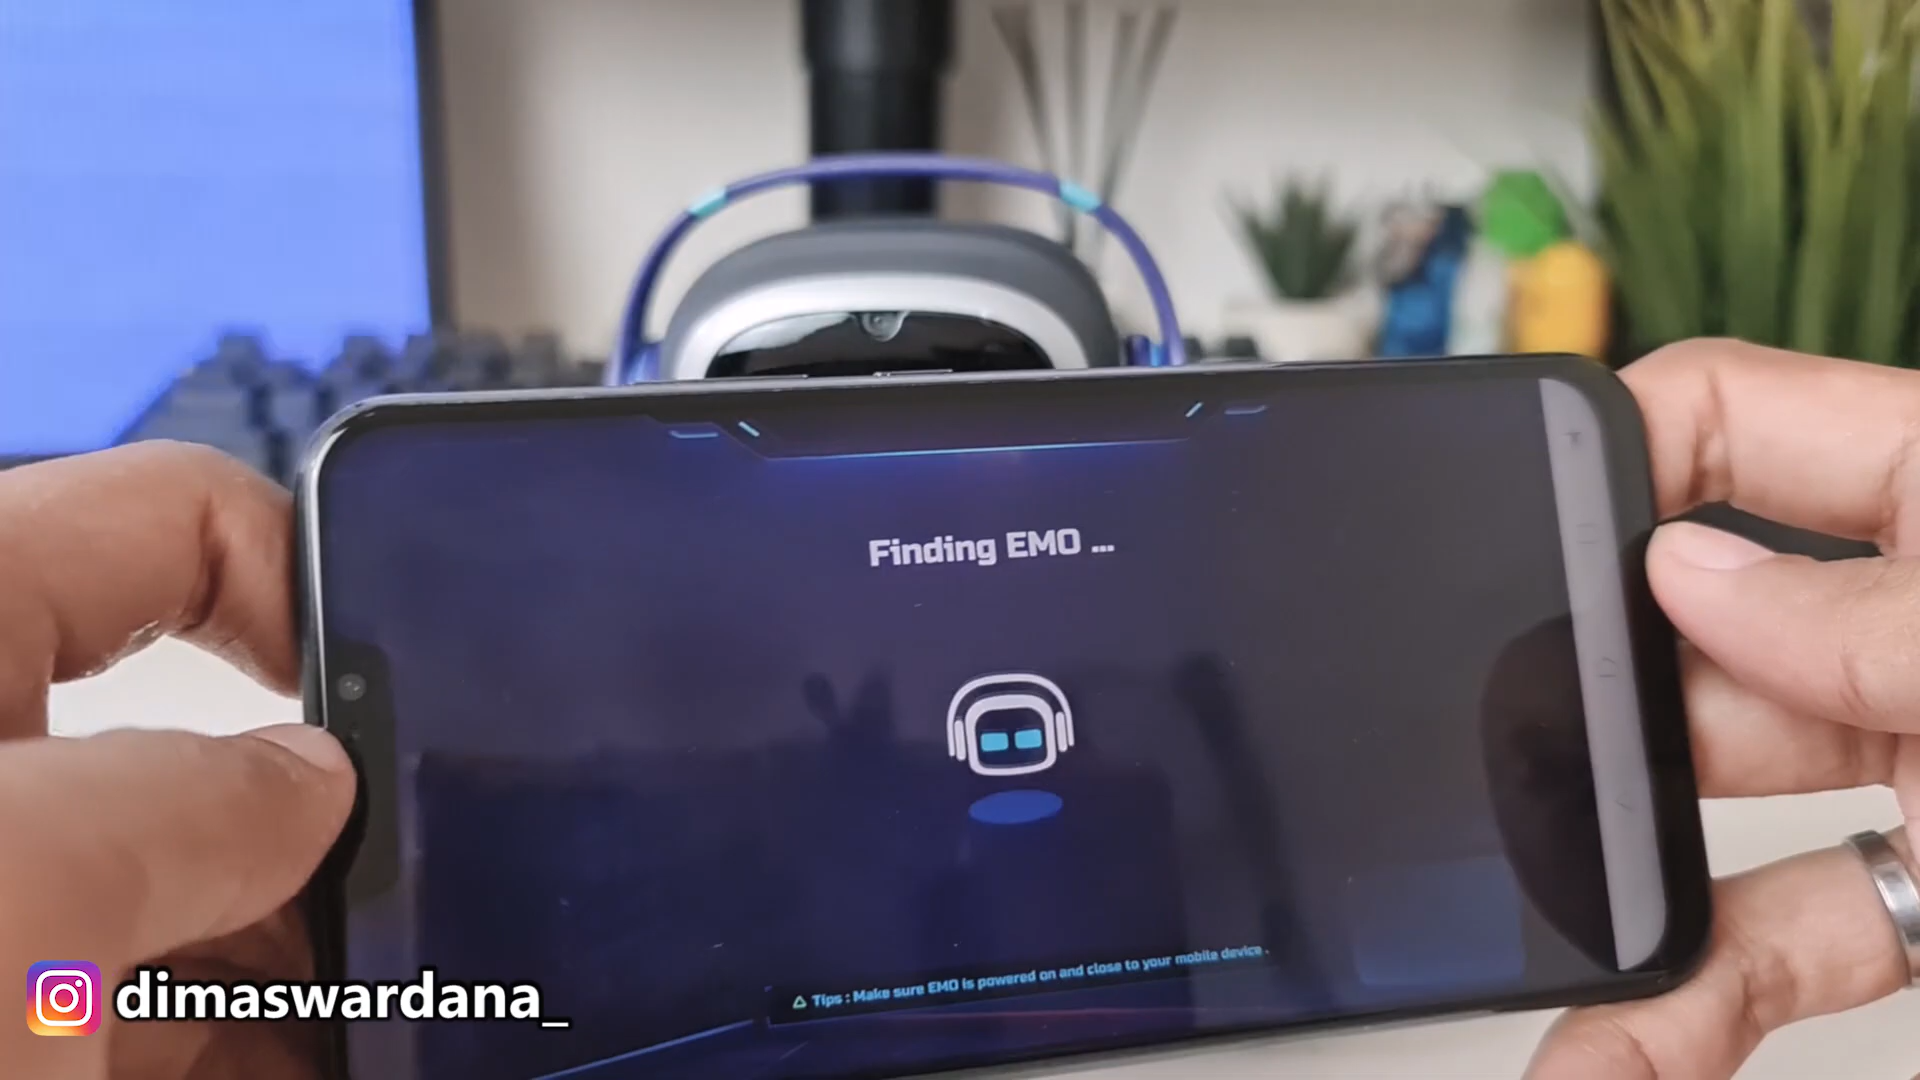 Finding EMO ...
Tips : Make sure EMO is powered on and close to your mobile device .
dimaswardana_